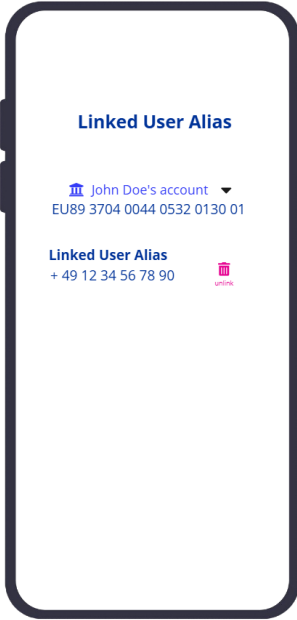 Linked User Alias
John Doe's account
EU89 3704 0044 0532 0130 01
Linked User Alias
+ 49 12 34 56 78 90
unlink